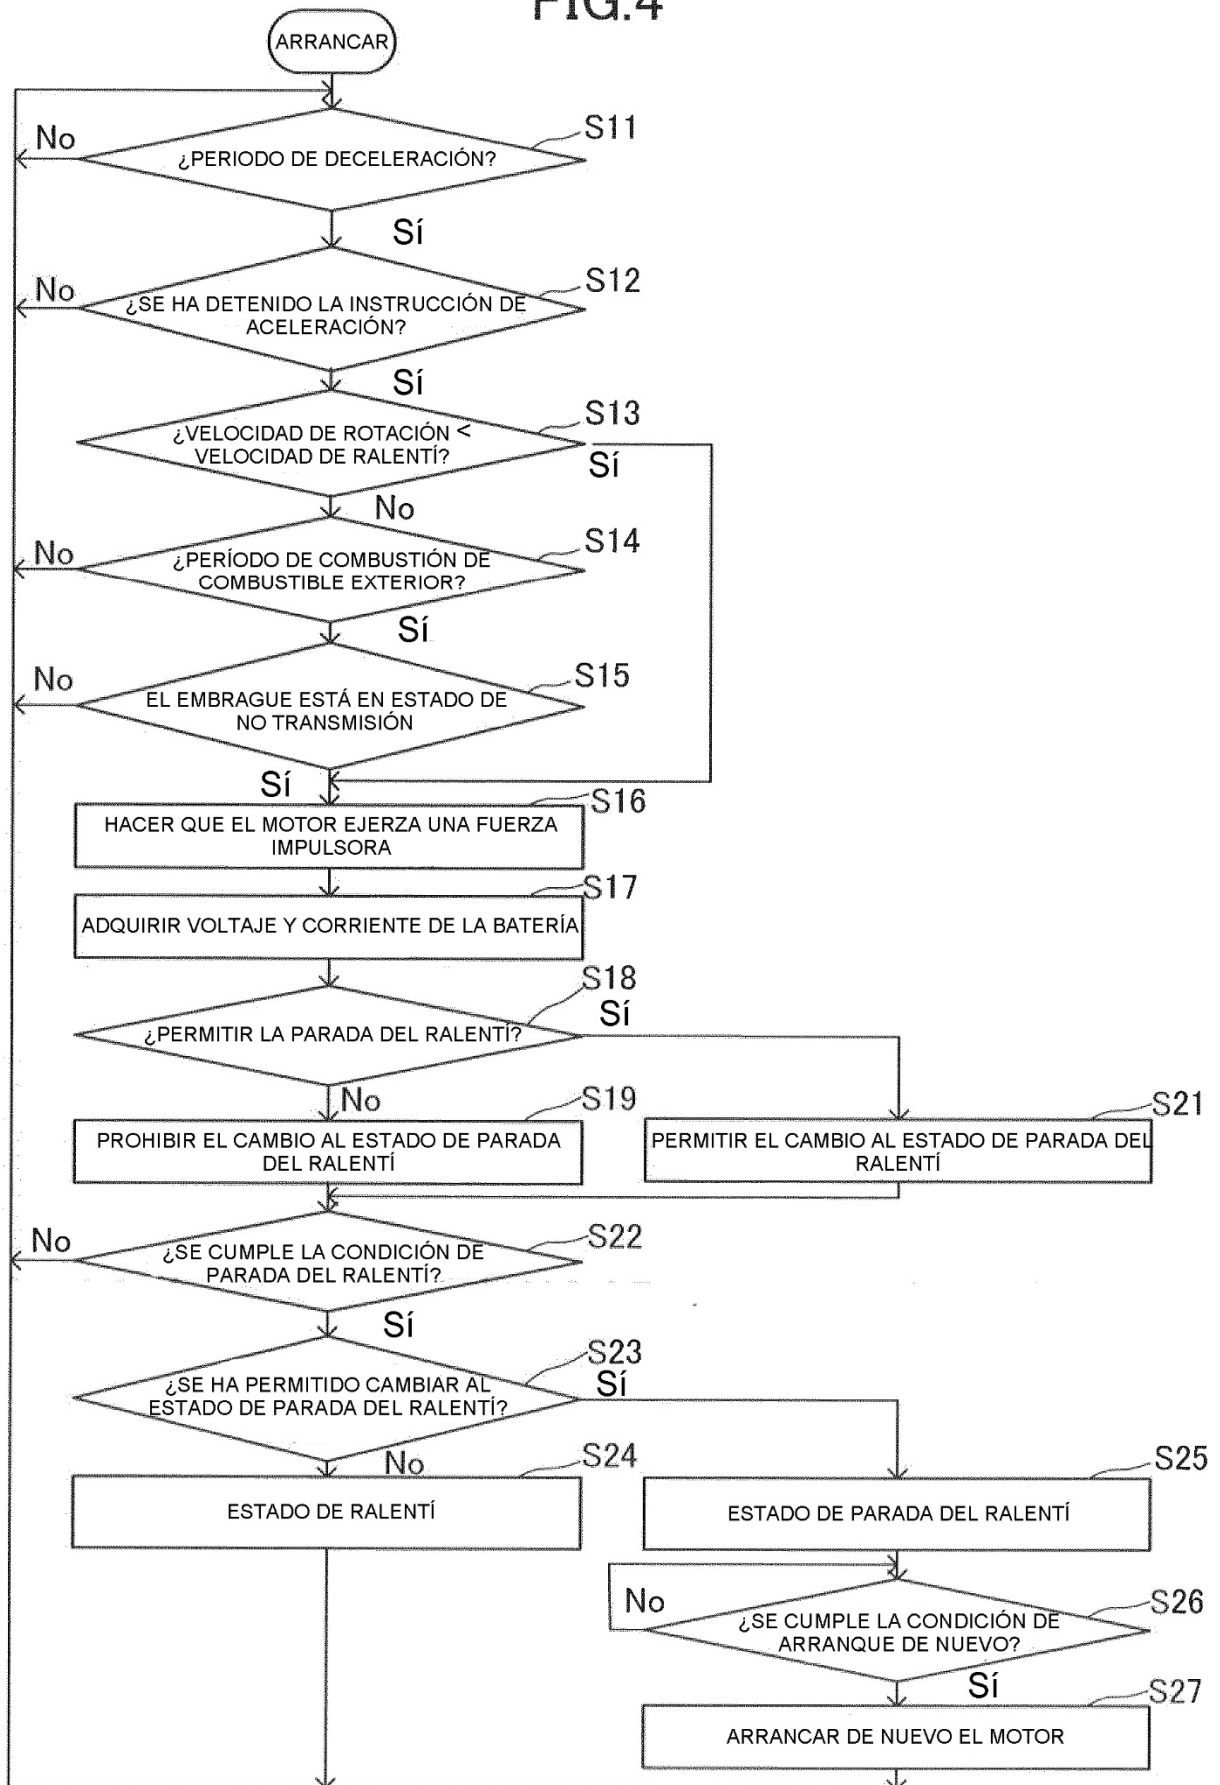 FIG.4
ARRANCAR
S11
No
¿PERIODO DE DECELERACIÓN?
Sí
S12
No
¿SE HA DETENIDO LA INSTRUCCIÓN DE
ACELERACIÓN?
Sí
S13
¿VELOCIDAD DE ROTACIÓN <
VELOCIDAD DE RALENTÍ?
Sí
No
S14
No
¿PERÍODO DE COMBUSTIÓN DE
COMBUSTIBLE EXTERIOR?
Sí
S15
No
EL EMBRAGUE ESTÁ EN ESTADO DE
NO TRANSMISIÓN
Sí
S16
HACER QUE EL MOTOR EJERZA UNA FUERZA
IMPULSORA
S17
ADQUIRIR VOLTAJE Y CORRIENTE DE LA BATERÍA
S18
Sí
¿PERMITIR LA PARADA DEL RALENTÍ?
No
S19
PROHIBIR EL CAMBIO AL ESTADO DE PARADA
DEL RALENTÍ
S21
PERMITIR EL CAMBIO AL ESTADO DE PARADA DEL
RALENTÍ
S22
No
¿SE CUMPLE LA CONDICIÓN DE
PARADA DEL RALENTÍ?
Sí
S23
Sí
¿SE HA PERMITIDO CAMBIAR AL
ESTADO DE PARADA DEL RALENTÍ?
No
S24
ESTADO DE RALENTÍ
S25
ESTADO DE PARADA DEL RALENTÍ
No
S26
¿SE CUMPLE LA CONDICIÓN DE
ARRANQUE DE NUEVO?
Sí
S27
ARRANCAR DE NUEVO EL MOTOR